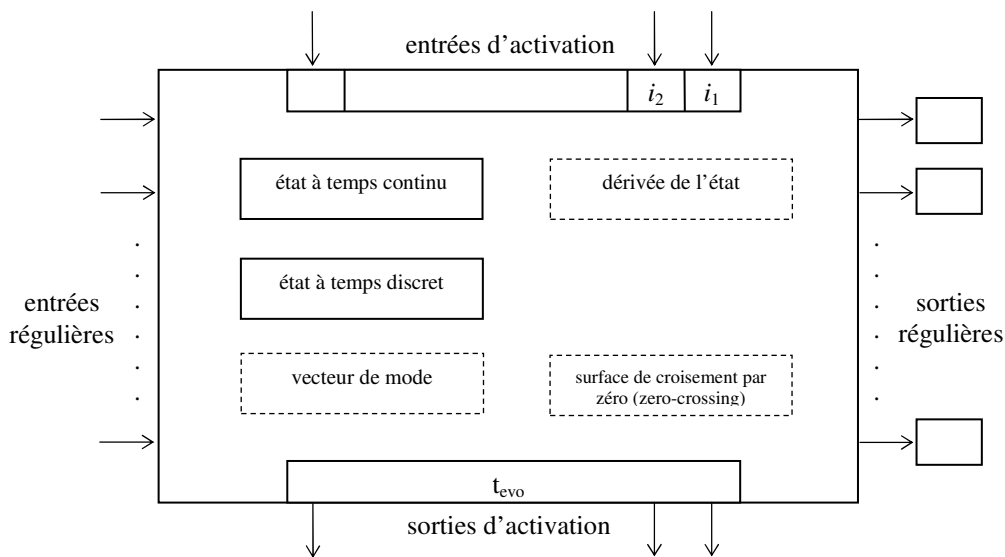 entrées d'activation
i2 i1
état à temps continu
dérivée de l'état
état à temps discret
entrées
régulières
sorties
régulières
vecteur de mode
surface de croisement par
zéro (zero-crossing)
tevo
sorties d'activation